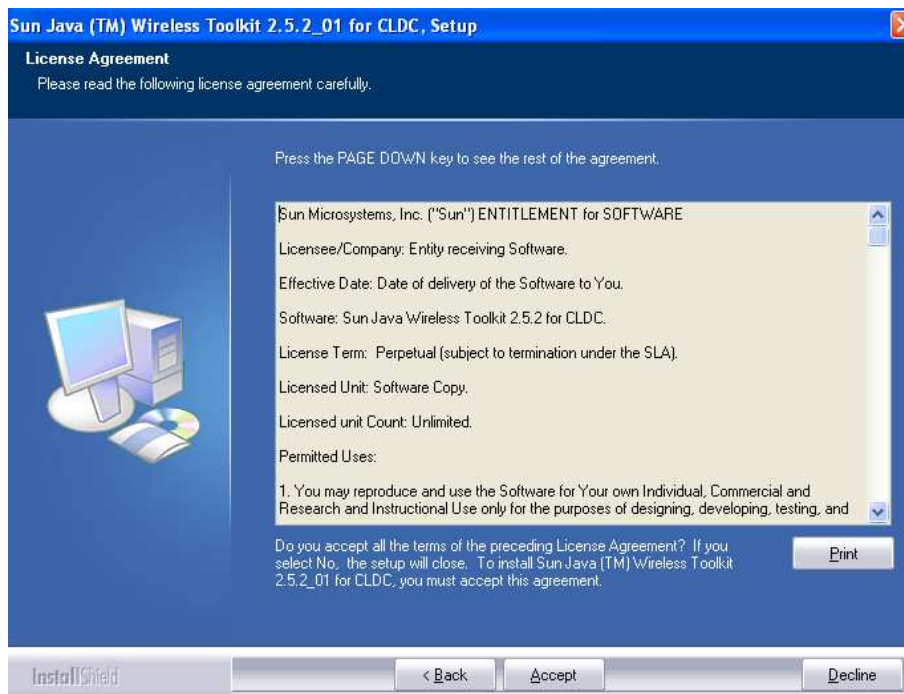 Sun Java (TM) Wireless Toolkit 2.5.2_01 for CLDC, Setup
License Agreement
Please read the following license agreement carefully.
Press the PAGE DOWN key to see the rest of the agreement.
Sun Microsystems, Inc. ("Sun") ENTITLEMENT for SOFTWARE
Licensee/Company: Entity receiving Software.
Effective Date: Date of delivery of the Software to You.
Software: Sun Java Wireless Toolkit 2.5.2 for CLDC.
License Term:  Perpetual (subject to termination under the SLA).
Licensed Unit: Software Copy.
Licensed unit Count: Unlimited.
Permitted Uses:
1. You may reproduce and use the Software for Your own Individual, Commercial and
Research and Instructional Use only for the purposes of designing, developing, testing, and
Do you accept all the terms of the preceding License Agreement?  If you
select No,  the setup will close.  To install Sun Java (TM) Wireless Toolkit
2.5.2_01 for CLDC, you must accept this agreement.
Print
InstallShield
< Back
Accept
Decline